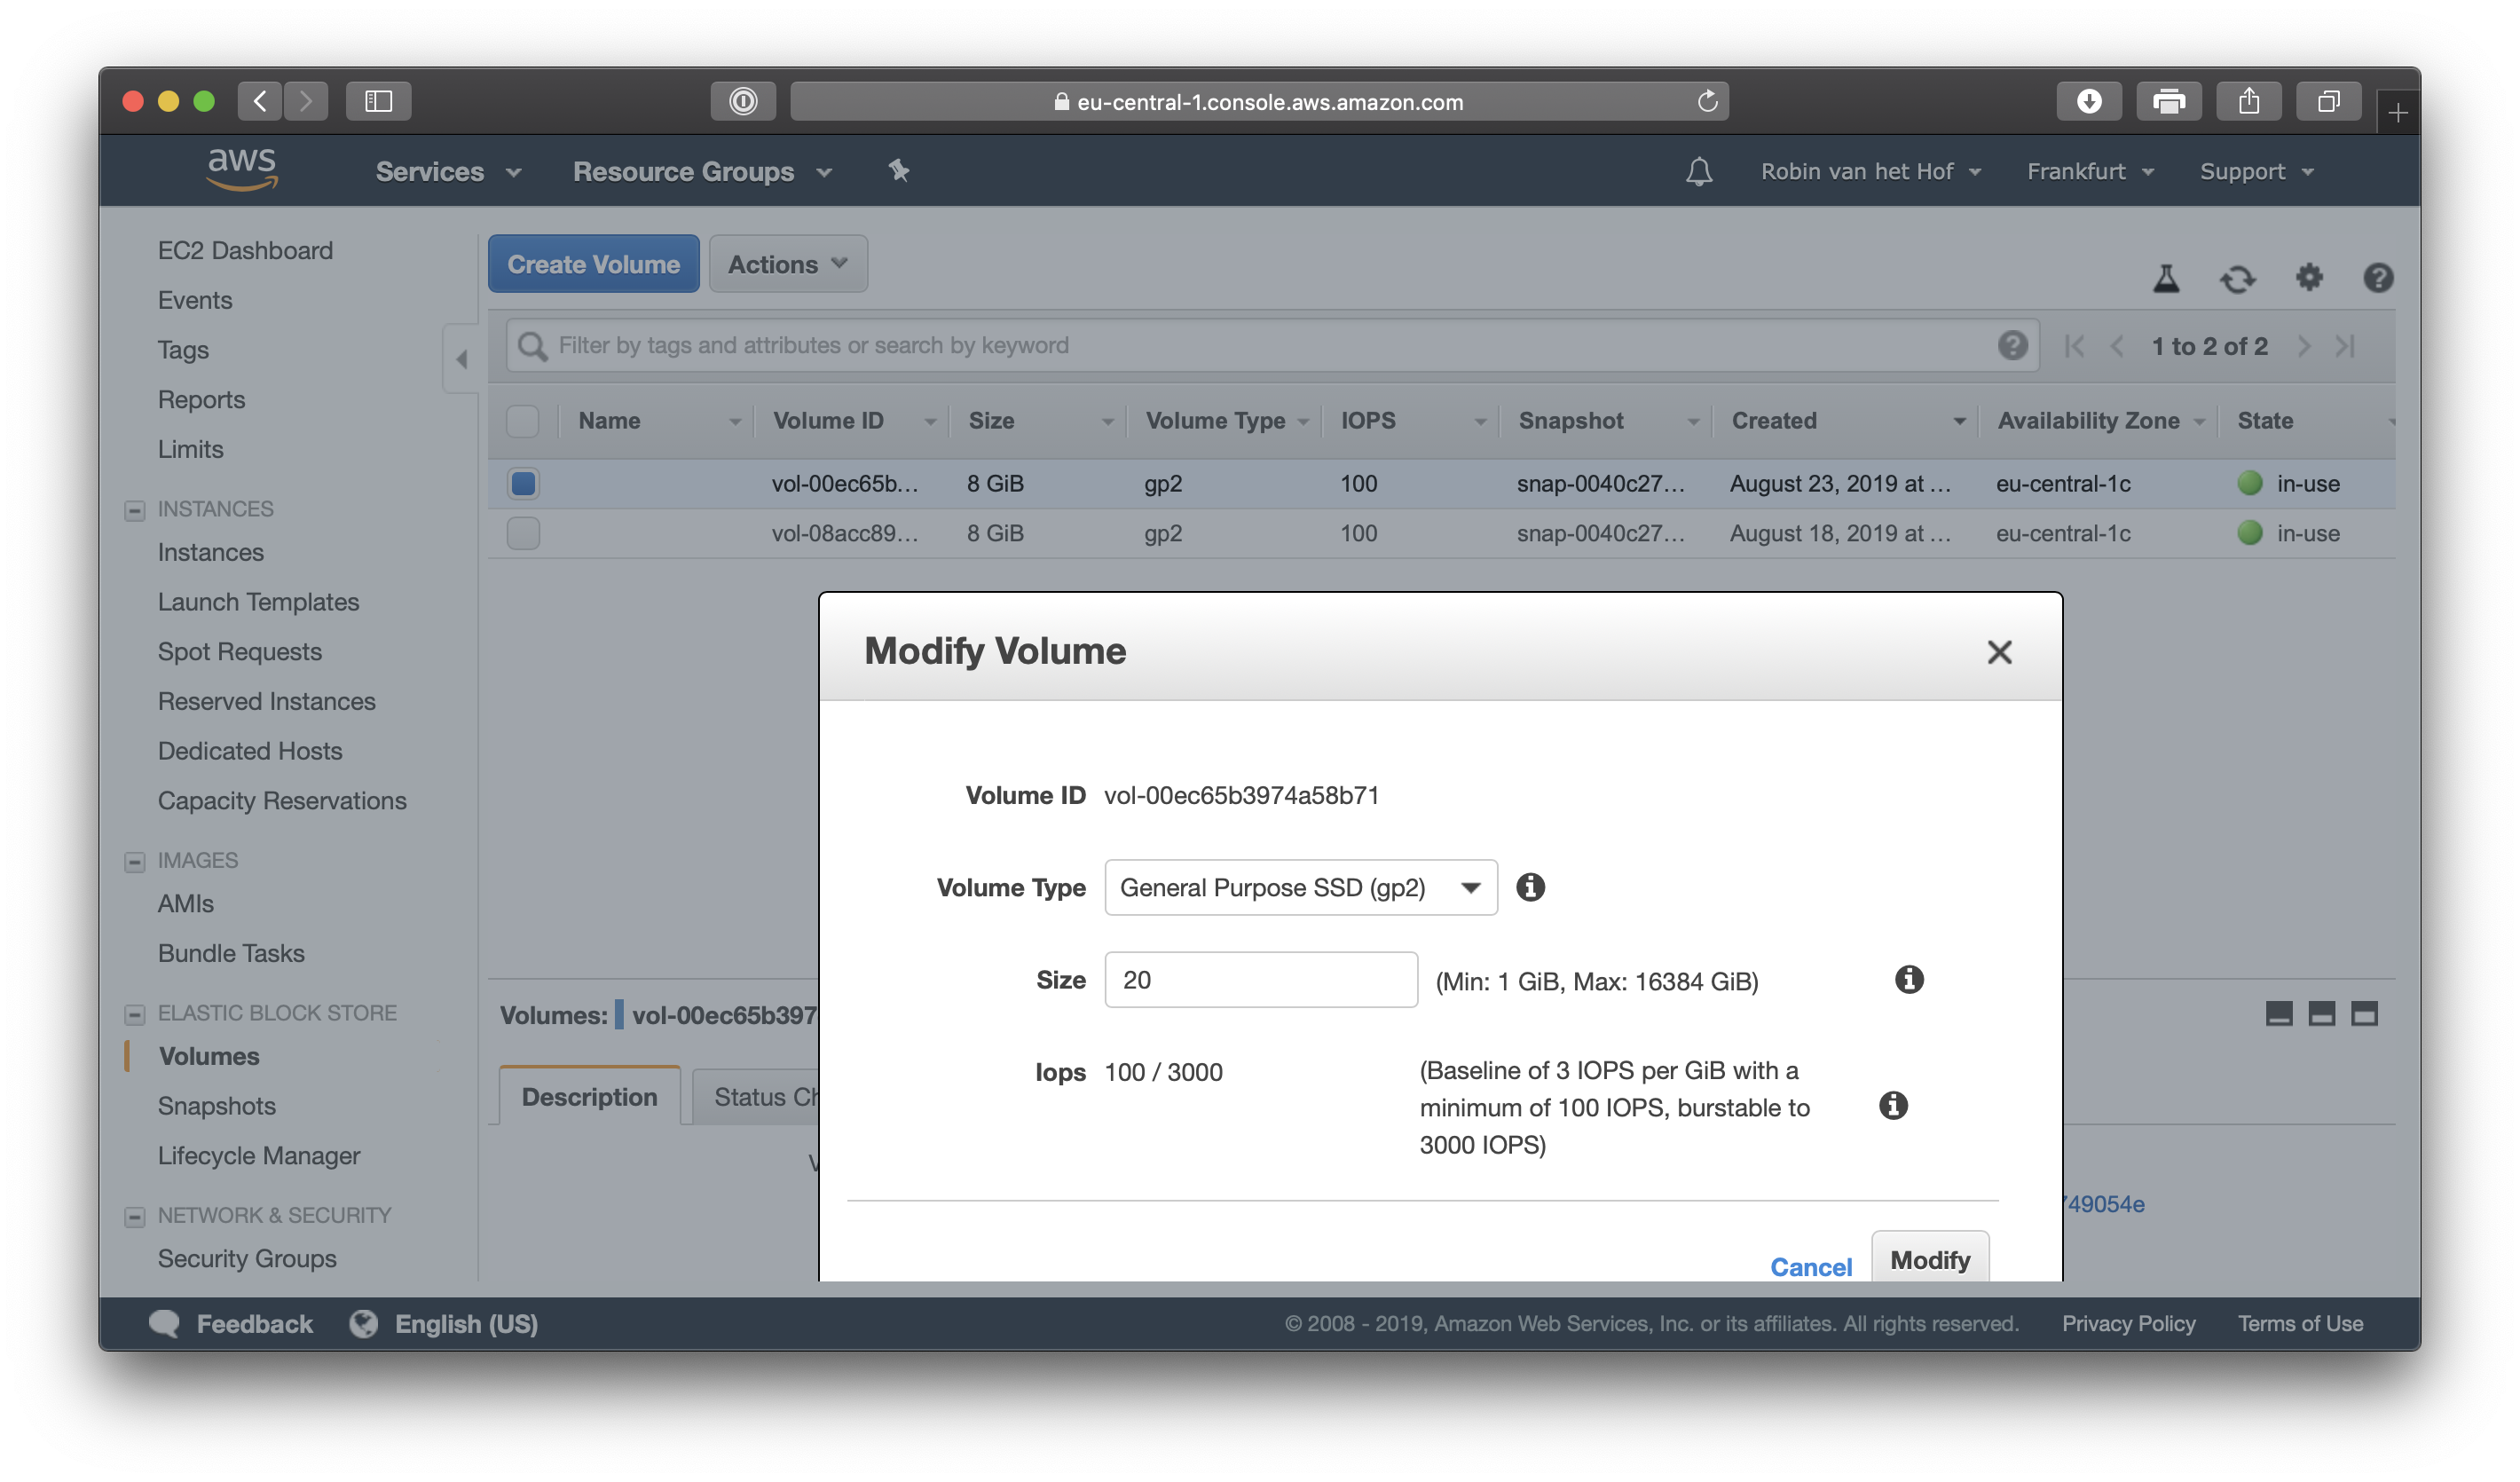 eu-central-1.console.aws.amazon.com
aws Services Resource Groups Robin van het Hof Frankfurt Support
EC2 Dashboard
Events
Tags
Reports
Limits
INSTANCES
Instances
Launch Templates
Spot Requests
Reserved Instances
Dedicated Hosts
Capacity Reservations
IMAGES
AMIs
Bundle Tasks
ELASTIC BLOCK STORE
Volumes
Snapshots
Lifecycle Manager
NETWORK & SECURITY
Security Groups
Create Volume Actions
Filter by tags and attributes or search by keyword 1 to 2 of 2
Name Volume ID Size Volume Type IOPS Snapshot Created Availability Zone State
vol-00ec65b... 8 GiB gp2 100 snap-0040c27... August 23, 2019 at ... eu-central-1c in-use
vol-08acc89... 8 GiB gp2 100 snap-0040c27... August 18, 2019 at ... eu-central-1c in-use
Volumes: vol-00ec65b397
Description Status Ch
749054e
Modify Volume
Volume ID vol-00ec65b3974a58b71
Volume Type General Purpose SSD (gp2)
Size 20 (Min: 1 GiB, Max: 16384 GiB)
Iops 100 / 3000 (Baseline of 3 IOPS per GiB with a
minimum of 100 IOPS, burstable to
3000 IOPS)
Cancel Modify
Feedback English (US) © 2008 - 2019, Amazon Web Services, Inc. or its affiliates. All rights reserved. Privacy Policy Terms of Use